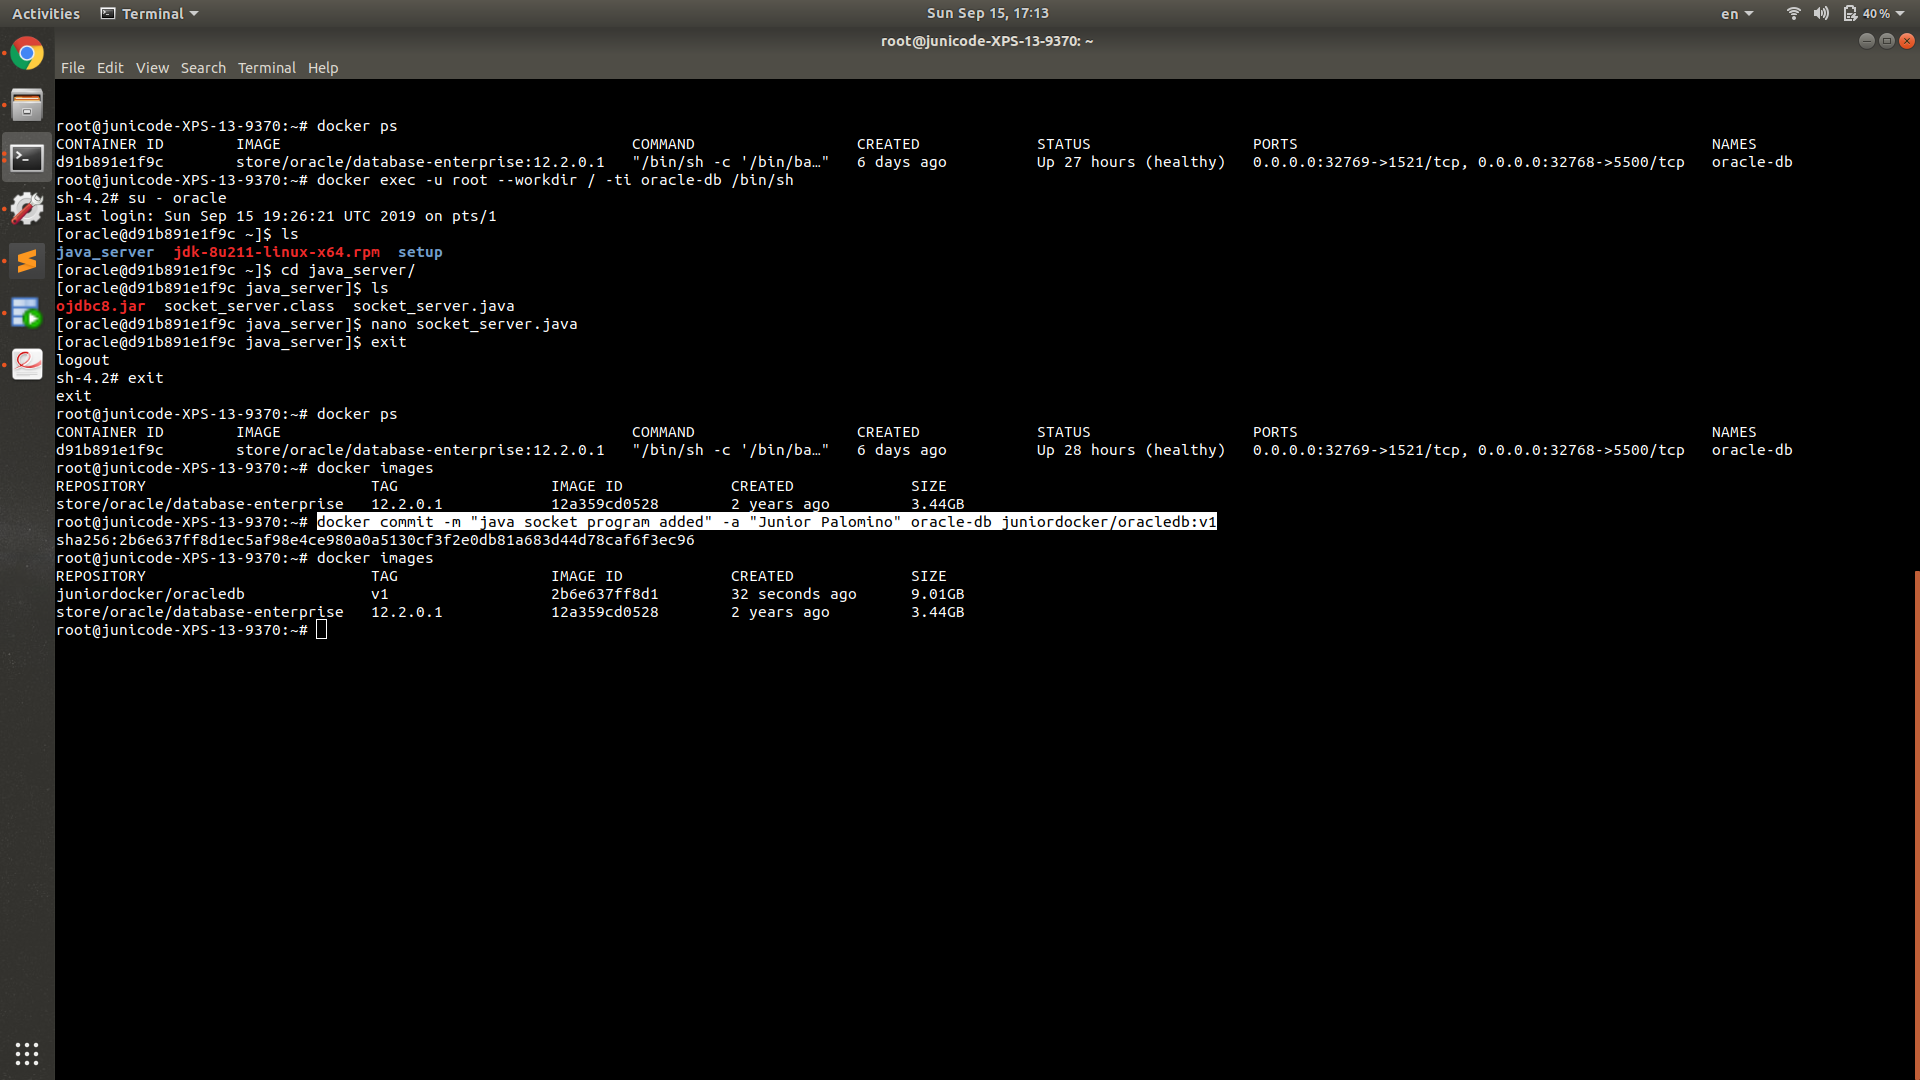 Activities Terminal Sun Sep 15, 17:13 en 40%
root@junicode-XPS-13-9370: ~
File Edit View Search Terminal Help
root@junicode-XPS-13-9370:~# docker ps
CONTAINER ID        IMAGE                                       COMMAND                  CREATED             STATUS                  PORTS                                              NAMES
d91b891e1f9c        store/oracle/database-enterprise:12.2.0.1   "/bin/sh -c '/bin/ba…"   6 days ago          Up 27 hours (healthy)   0.0.0.0:32769->1521/tcp, 0.0.0.0:32768->5500/tcp   oracle-db
root@junicode-XPS-13-9370:~# docker exec -u root --workdir / -ti oracle-db /bin/sh
sh-4.2# su - oracle
Last login: Sun Sep 15 19:26:21 UTC 2019 on pts/1
[oracle@d91b891e1f9c ~]$ ls
java_server  jdk-8u211-linux-x64.rpm  setup
[oracle@d91b891e1f9c ~]$ cd java_server/
[oracle@d91b891e1f9c java_server]$ ls
ojdbc8.jar  socket_server.class  socket_server.java
[oracle@d91b891e1f9c java_server]$ nano socket_server.java
[oracle@d91b891e1f9c java_server]$ exit
logout
sh-4.2# exit
exit
root@junicode-XPS-13-9370:~# docker ps
CONTAINER ID        IMAGE                                       COMMAND                  CREATED             STATUS                  PORTS                                              NAMES
d91b891e1f9c        store/oracle/database-enterprise:12.2.0.1   "/bin/sh -c '/bin/ba…"   6 days ago          Up 28 hours (healthy)   0.0.0.0:32769->1521/tcp, 0.0.0.0:32768->5500/tcp   oracle-db
root@junicode-XPS-13-9370:~# docker images
REPOSITORY                         TAG                 IMAGE ID            CREATED             SIZE
store/oracle/database-enterprise   12.2.0.1            12a359cd0528        2 years ago         3.44GB
root@junicode-XPS-13-9370:~# docker commit -m "java socket program added" -a "Junior Palomino" oracle-db juniordocker/oracledb:v1
sha256:2b6e637ff8d1ec5af98e4ce980a0a5130cf3f2e0db81a683d44d78caf6f3ec96
root@junicode-XPS-13-9370:~# docker images
REPOSITORY                         TAG                 IMAGE ID            CREATED             SIZE
juniordocker/oracledb              v1                  2b6e637ff8d1        32 seconds ago      9.01GB
store/oracle/database-enterprise   12.2.0.1            12a359cd0528        2 years ago         3.44GB
root@junicode-XPS-13-9370:~#